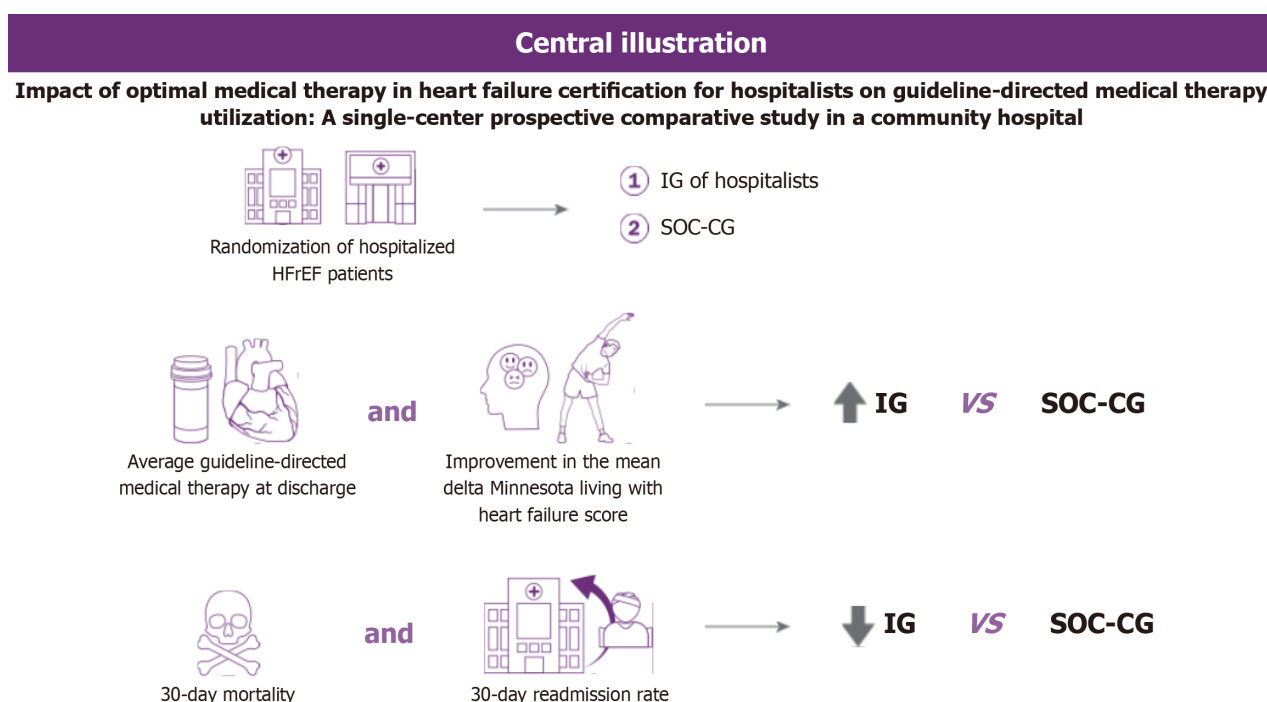 Central illustration
Impact of optimal medical therapy in heart failure certification for hospitalists on guideline-directed medical therapy
utilization: A single-center prospective comparative study in a community hospital
1 IG of hospitalists
2 SOC-CG
Randomization of hospitalized
HFrEF patients
and
IG VS SOC-CG
Average guideline-directed
medical therapy at discharge
Improvement in the mean
delta Minnesota living with
heart failure score
and
IG VS SOC-CG
30-day mortality
30-day readmission rate